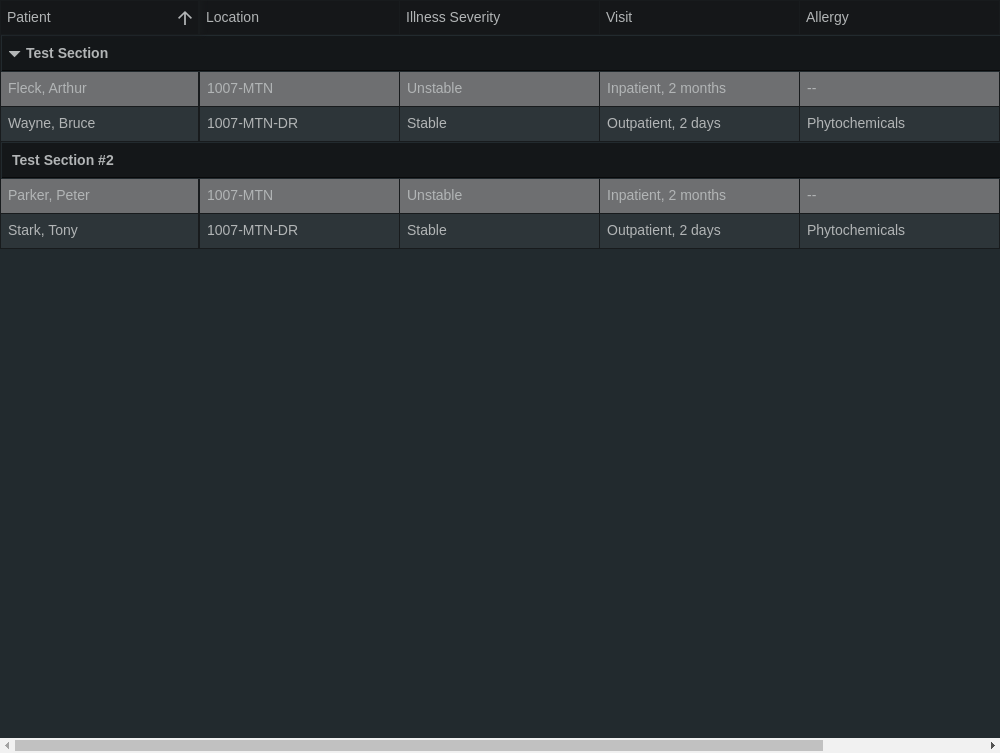 Patient Location Illness Severity Visit Allergy
Test Section
Fleck, Arthur 1007-MTN Unstable Inpatient, 2 months --
Wayne, Bruce 1007-MTN-DR Stable Outpatient, 2 days Phytochemicals
Test Section #2
Parker, Peter 1007-MTN Unstable Inpatient, 2 months --
Stark, Tony 1007-MTN-DR Stable Outpatient, 2 days Phytochemicals